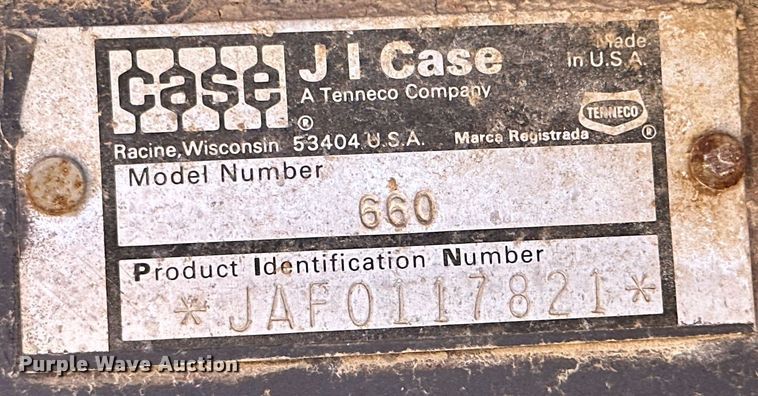 case
J I Case
A Tenneco Company
Made
in U.S.A.
TENNECO
®
®
Racine, Wisconsin 53404 U.S.A. Marca Registrada
Model Number
660
Product Identification Number
*JAF0117821*
Purple Wave Auction